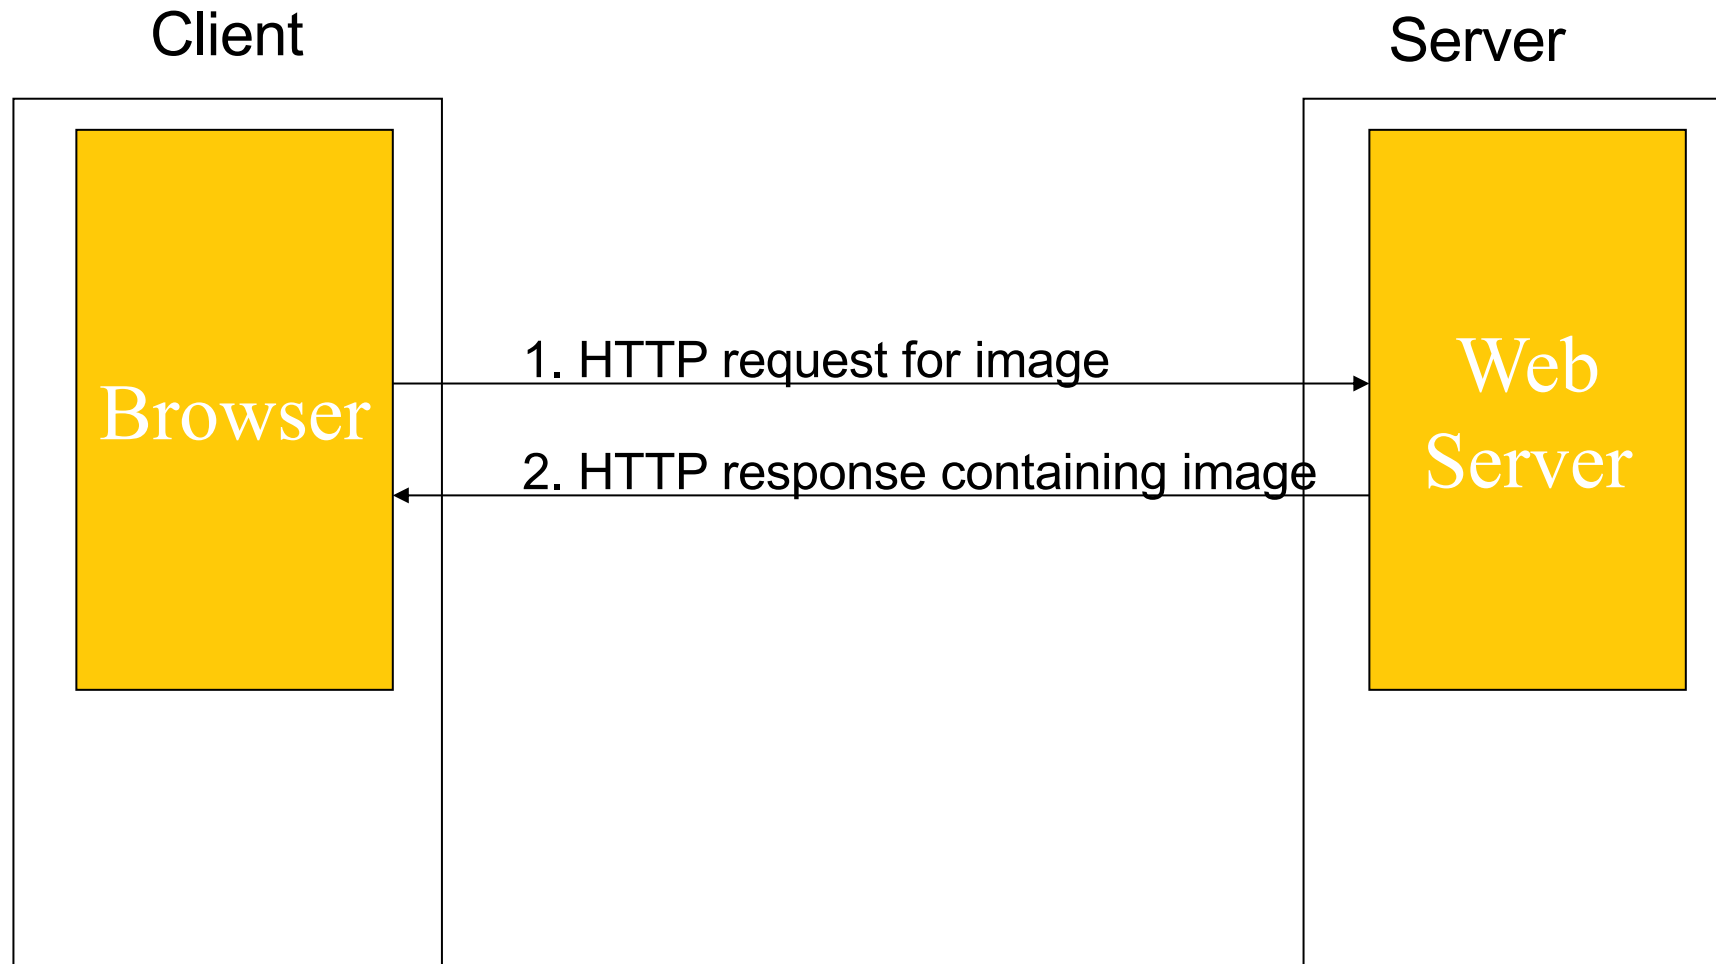 Client
Server
1. HTTP request for image
Browser
Web
Server
2. HTTP response containing image